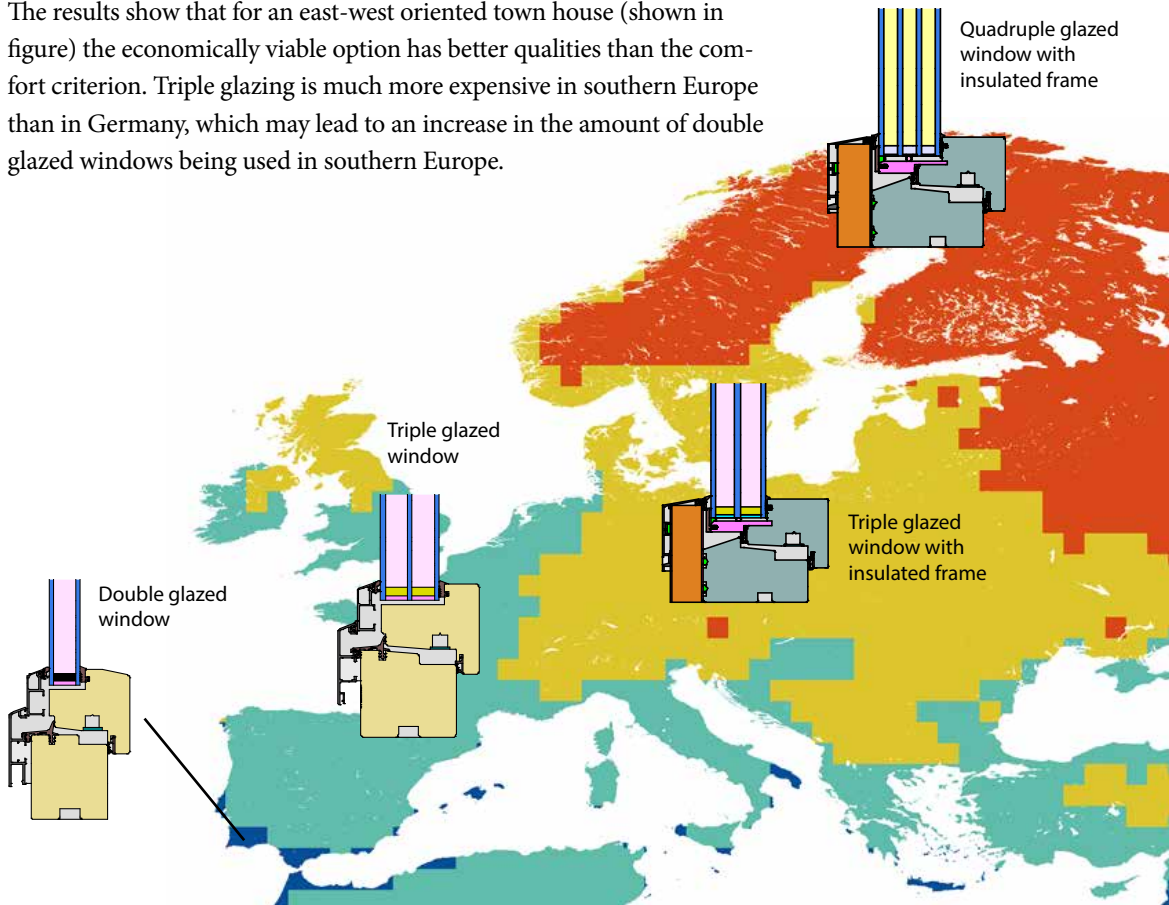 The results show that for an east-west oriented town house (shown in
figure) the economically viable option has better qualities than the com-
fort criterion. Triple glazing is much more expensive in southern Europe
than in Germany, which may lead to an increase in the amount of double
glazed windows being used in southern Europe.
Quadruple glazed
window with
insulated frame
Triple glazed
window
Triple glazed
window with
insulated frame
Double glazed
window